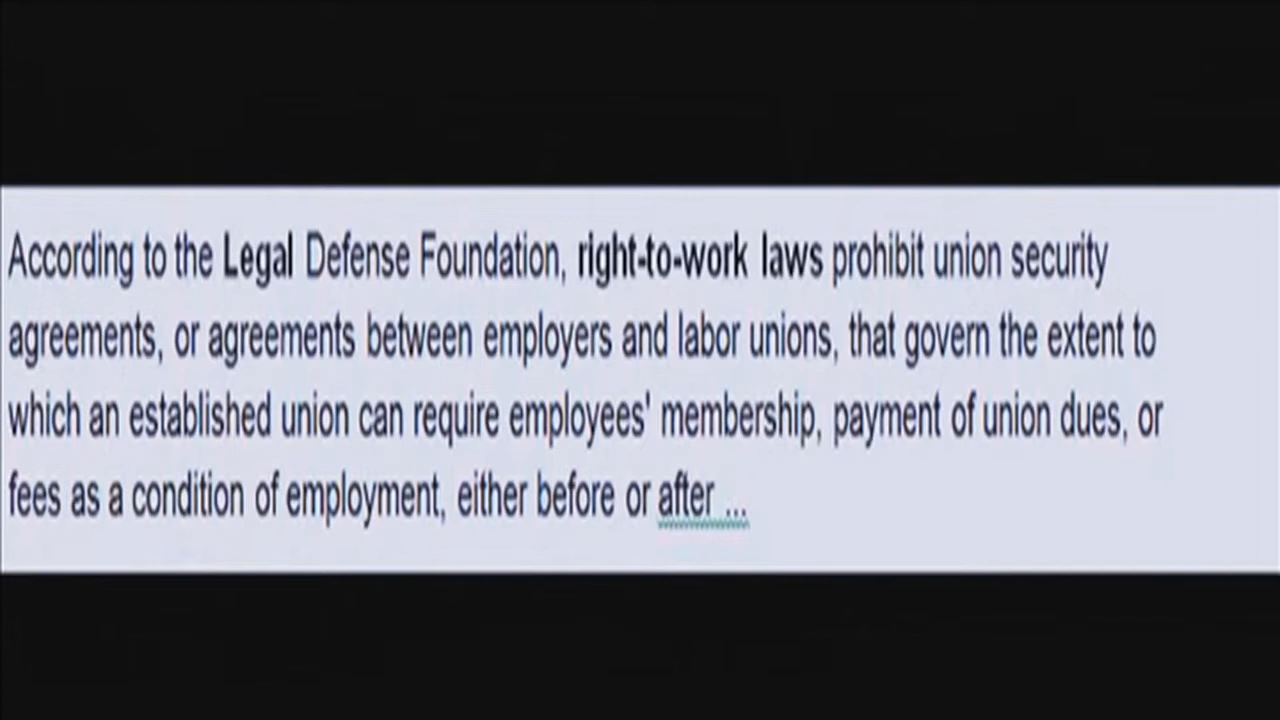 According to the Legal Defense Foundation, right-to-work laws prohibit union security
agreements, or agreements between employers and labor unions, that govern the extent to
which an established union can require employees' membership, payment of union dues, or
fees as a condition of employment, either before or after ...